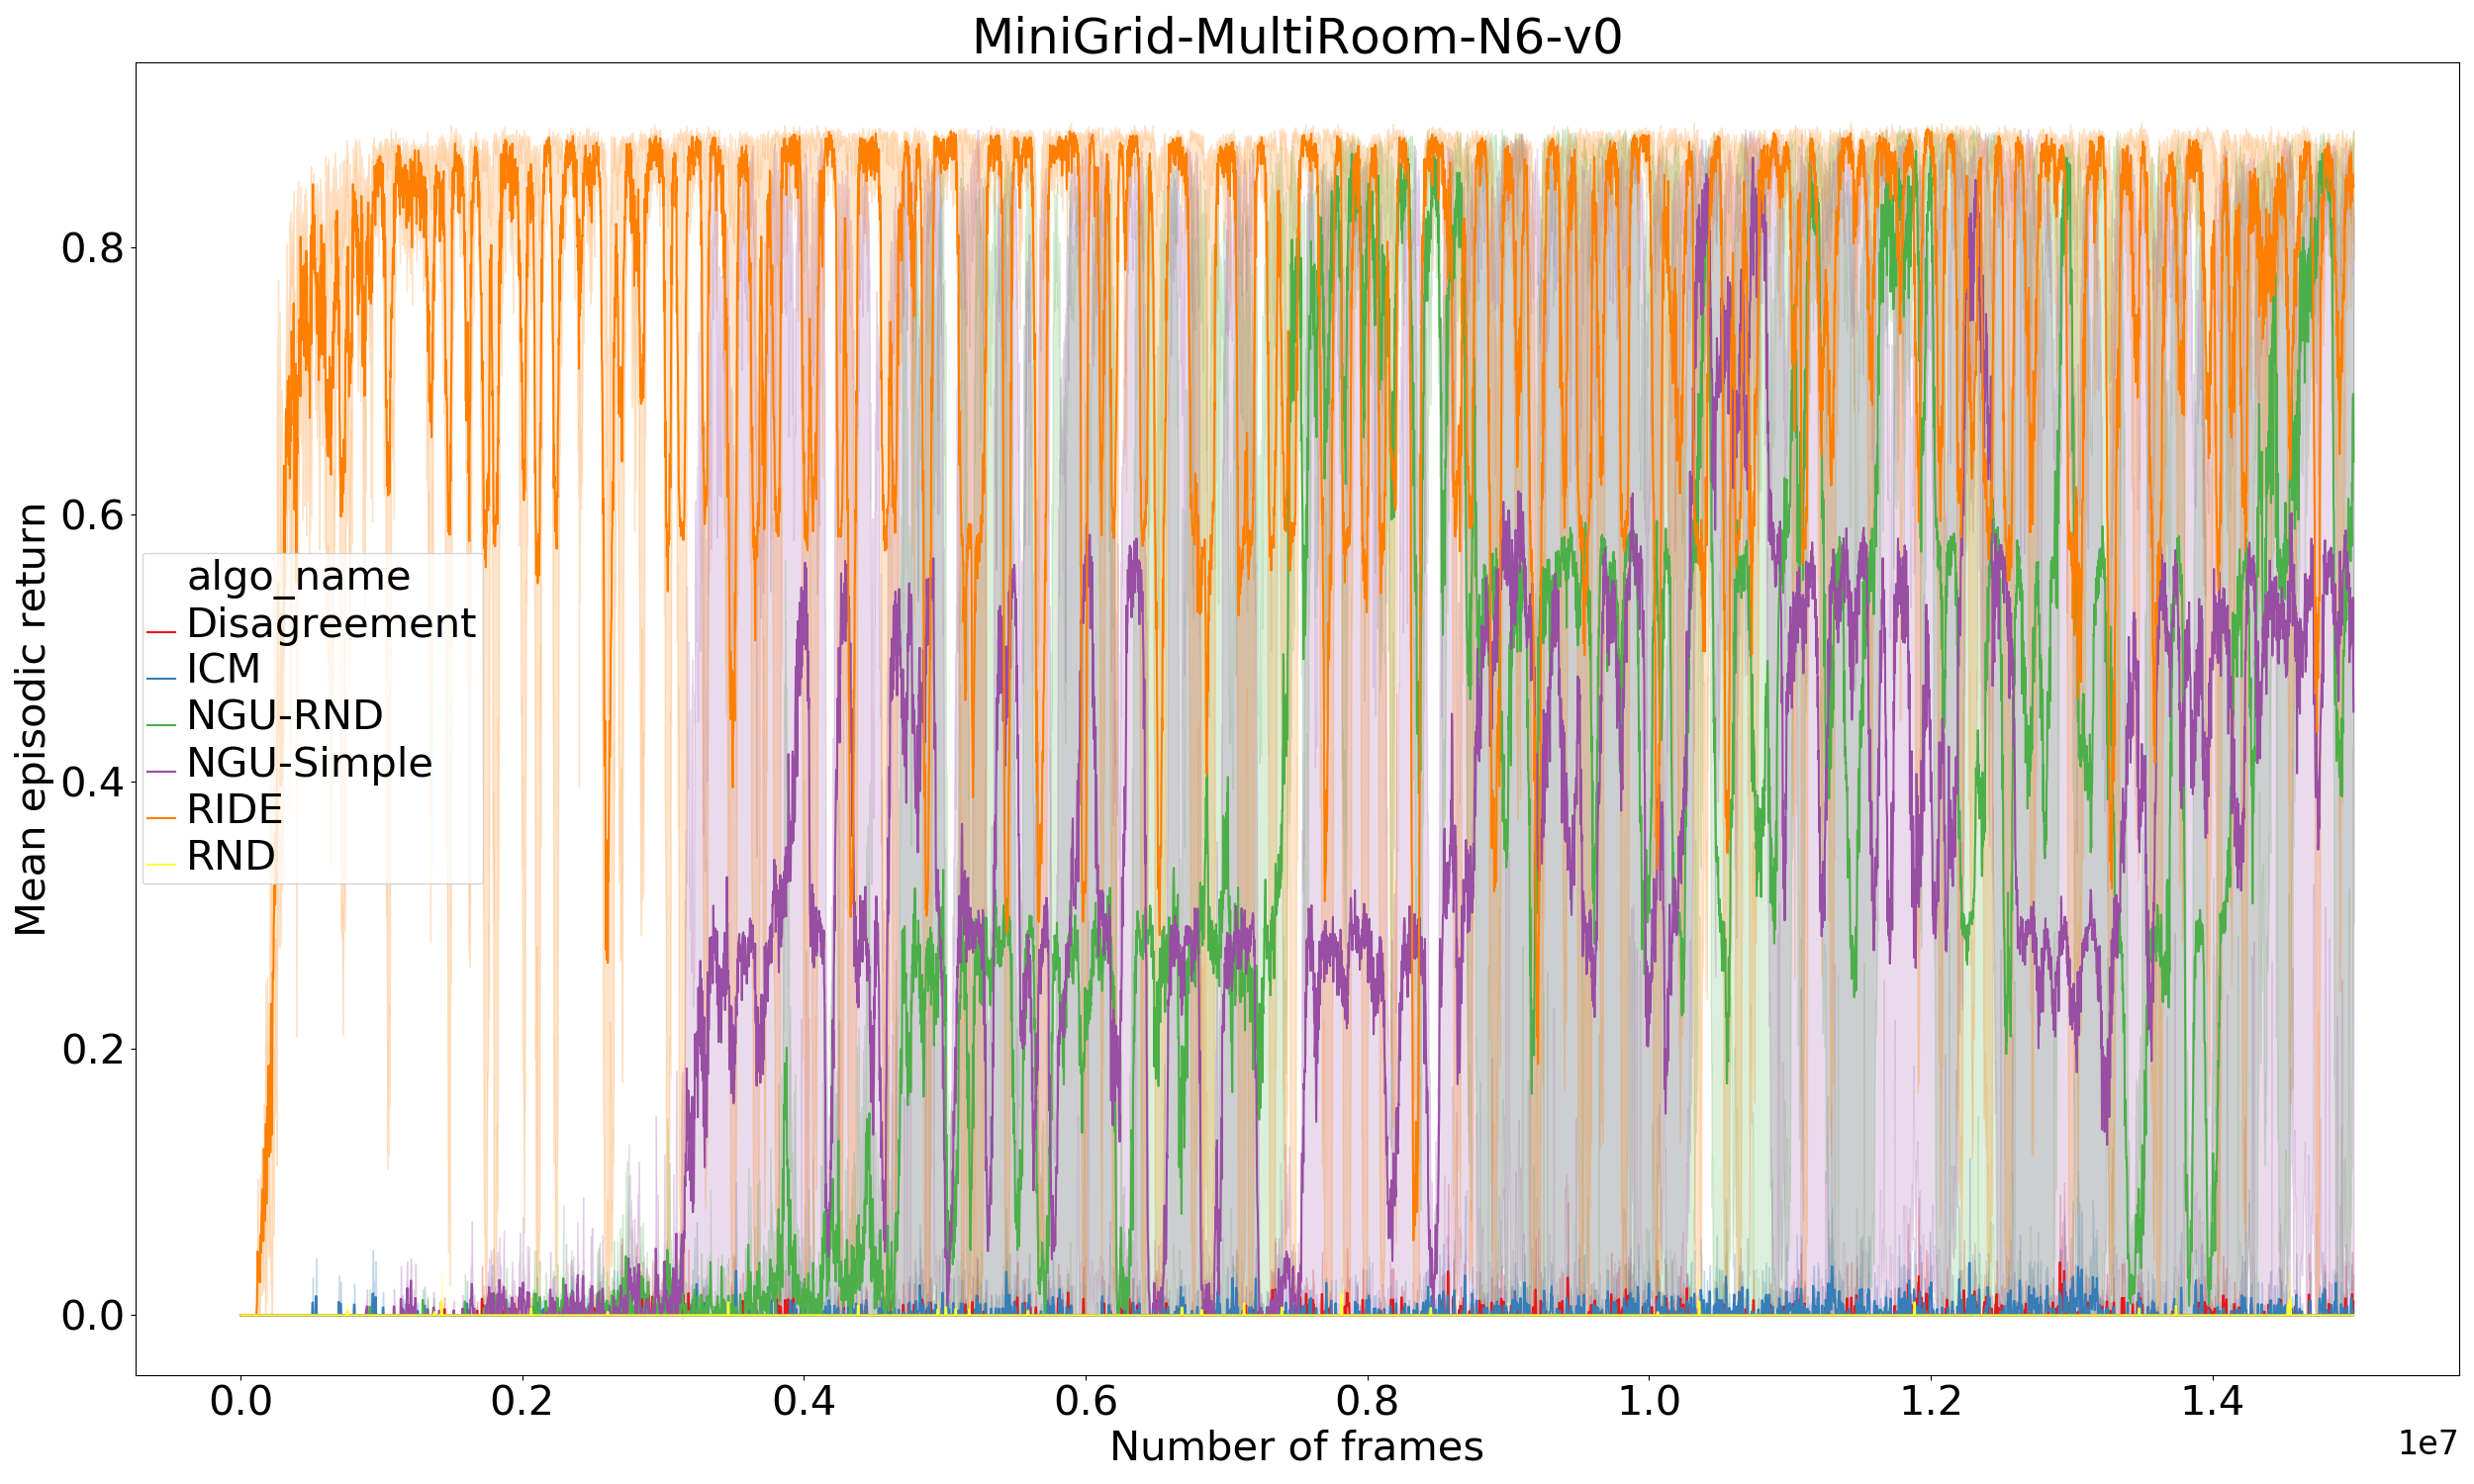 MiniGrid-MultiRoom-N6-v0
Mean episodic return
0.8
0.6
0.4
0.2
0.0
algo_name
Disagreement
ICM
NGU-RND
NGU-Simple
RIDE
RND
0.0 0.2 0.4 0.6 0.8 1.0 1.2 1.4
1e7
Number of frames